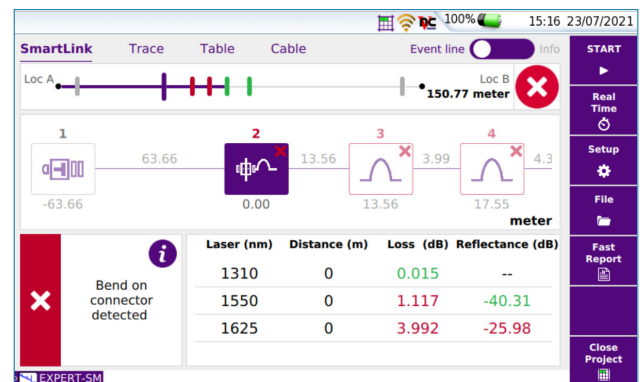 100% 15:16 23/07/2021
SmartLink Trace Table Cable Event line Info START
Loc A Loc B
150.77 meter
Real
Time
1 2 3 4
63.66 13.56 3.99 4.3
Setup
-63.66 0.00 13.56 17.55
meter
File
Laser (nm) Distance (m) Loss (dB) Reflectance (dB)
1310 0 0.015 --
1550 0 1.117 -40.31
1625 0 3.992 -25.98
i
Bend on
connector
detected
Fast
Report
Close
Project
EXPERT-SM